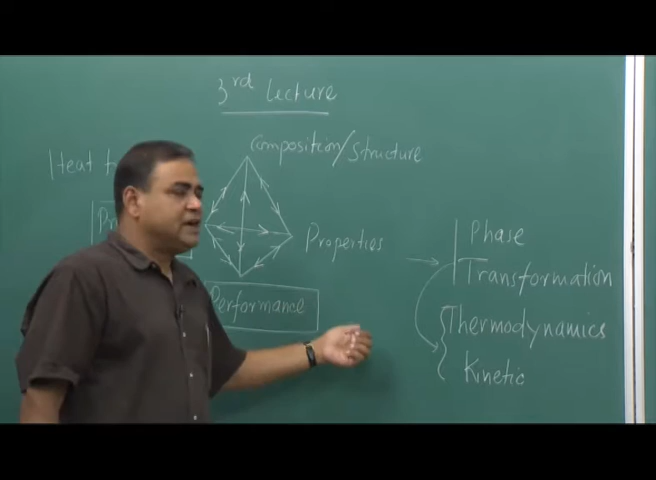 3rd Lecture
Composition/Structure
Heat
Properties
Performance
Phase
Transformation
Thermodynamics
Kinetic